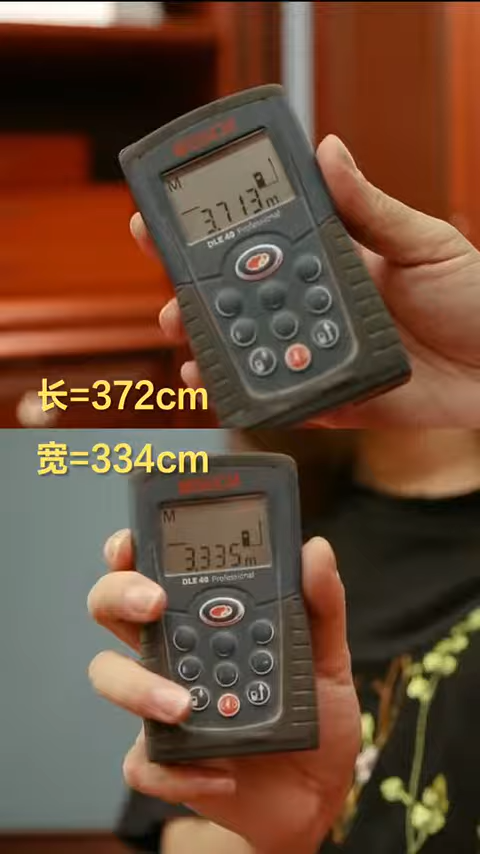 BOSCH
M
3.713m
DLE 40 Professional
长=372cm
宽=334cm
BOSCH
M
3.335m
DLE 40 Professional